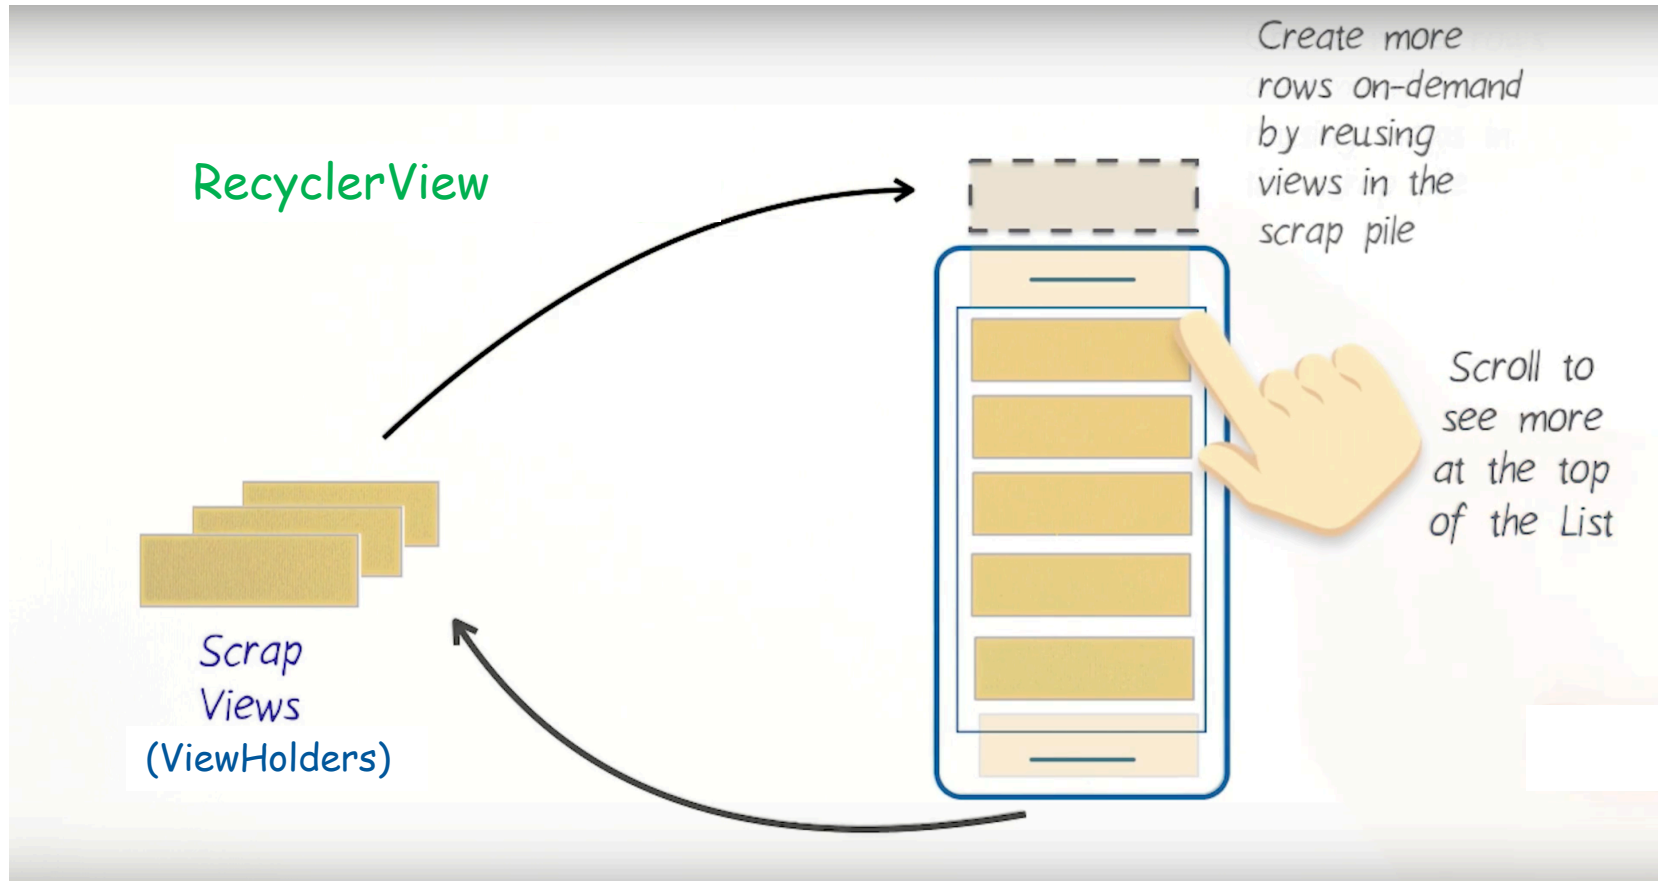 RecyclerView
Create more
rows on-demand
by reusing
views in the
scrap pile
Scroll to
see more
at the top
of the List
Scrap
Views
(ViewHolders)